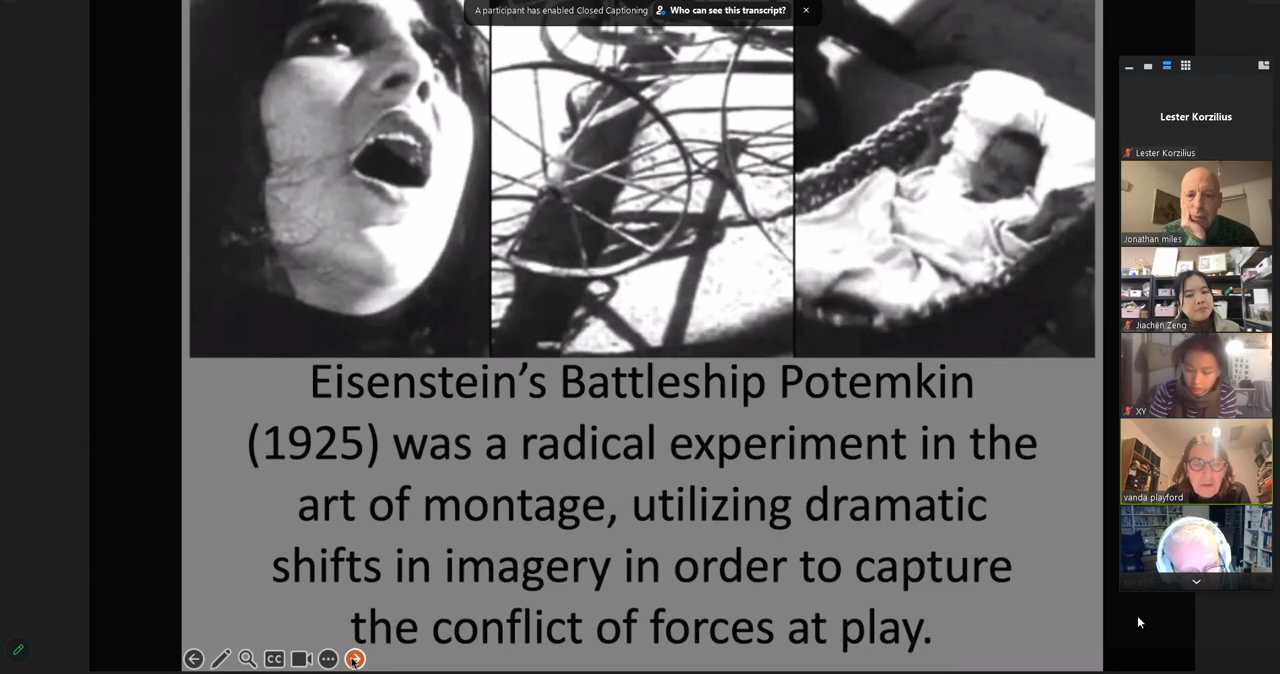 A participant has enabled Closed Captioning Who can see this transcript?
Eisenstein’s Battleship Potemkin
(1925) was a radical experiment in the
art of montage, utilizing dramatic
shifts in imagery in order to capture
the conflict of forces at play.
CC
Lester Korzilius
Lester Korzilius
Jonathan miles
Jiachen Zeng
XY
vanda playford